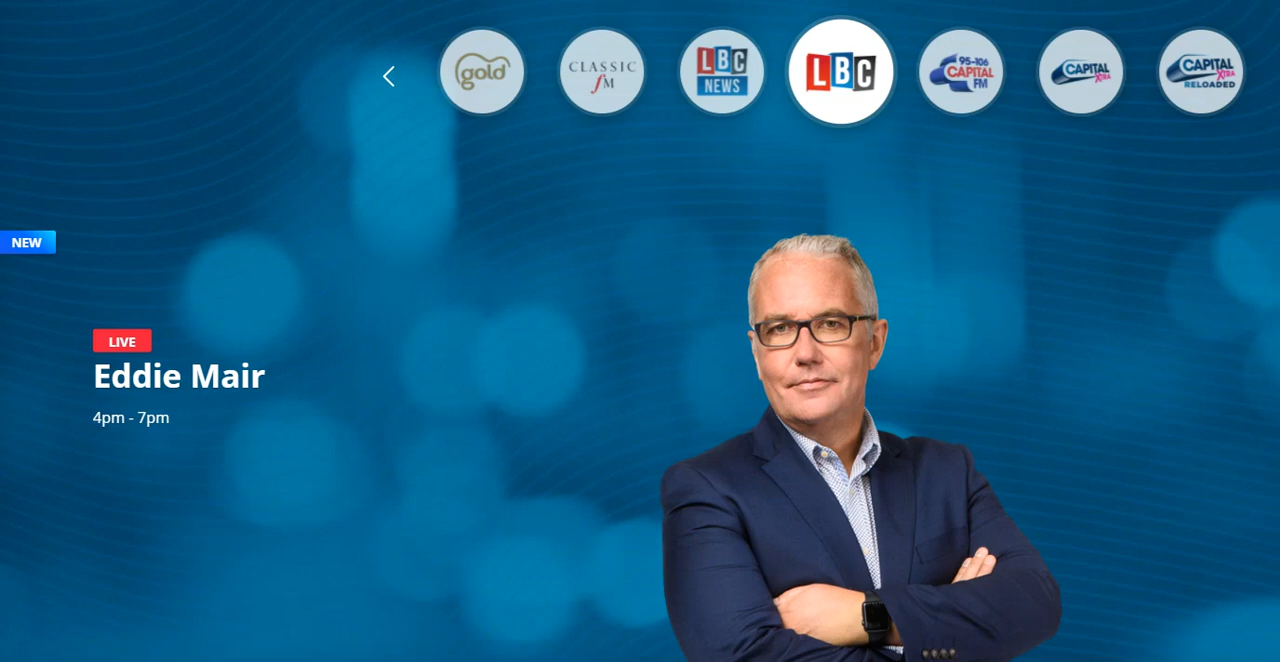 gold
CLASSIC
fM
LBC
NEWS
LBC
95-106
CAPITAL
FM
CAPITAL
XTRA
CAPITAL
XTRA
RELOADED
NEW
LIVE
Eddie Mair
4pm - 7pm